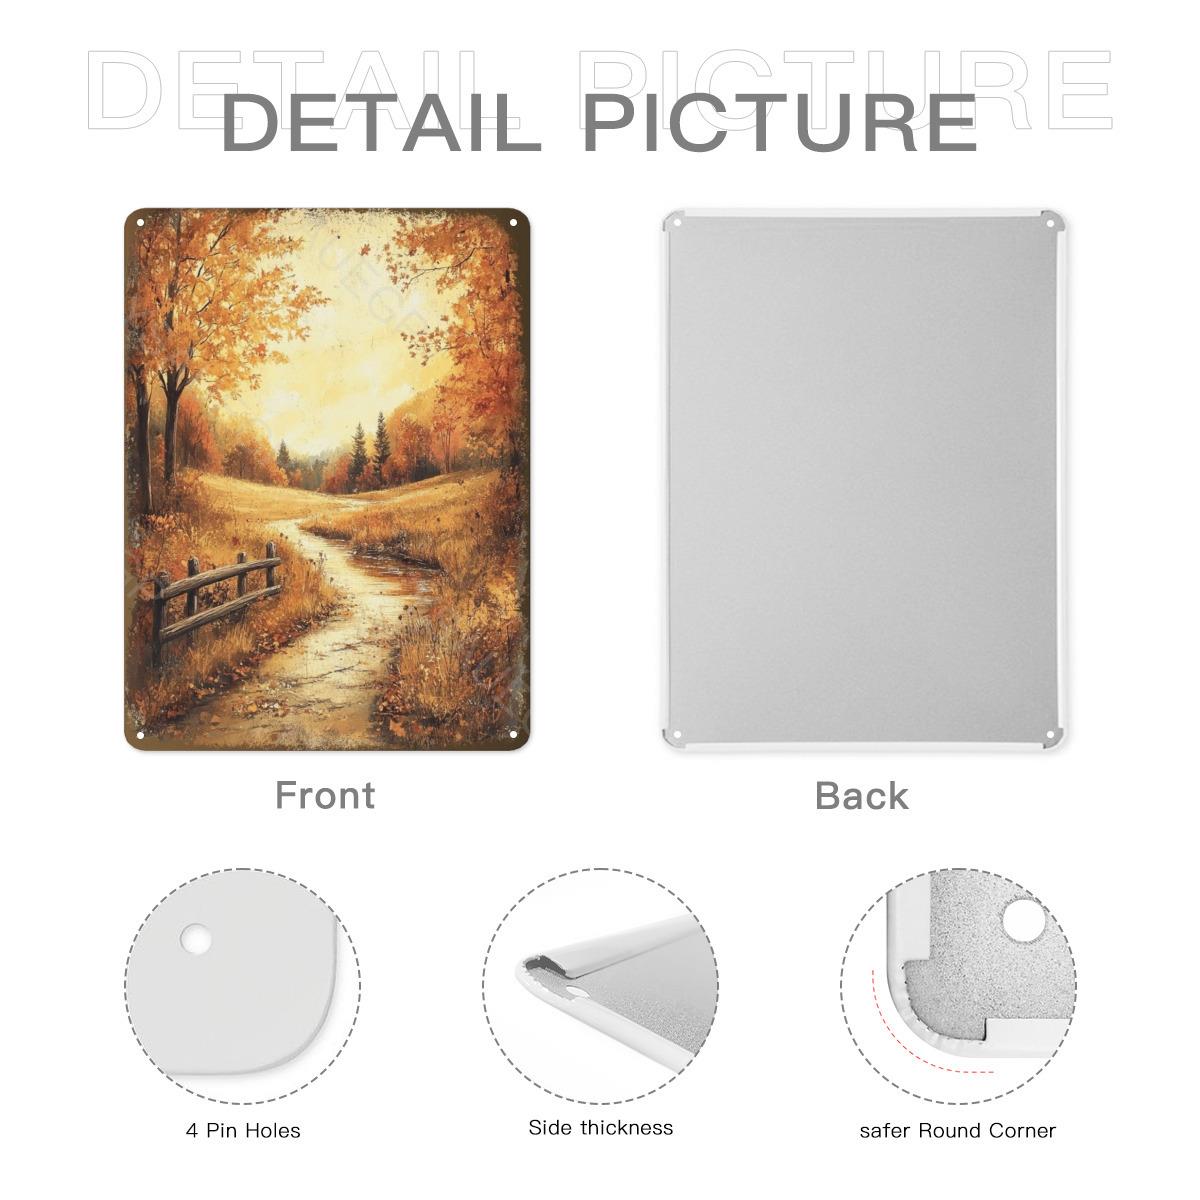 DETAIL PICTURE
DETAIL PICTURE
Front
Back
4 Pin Holes
Side thickness
safer Round Corner